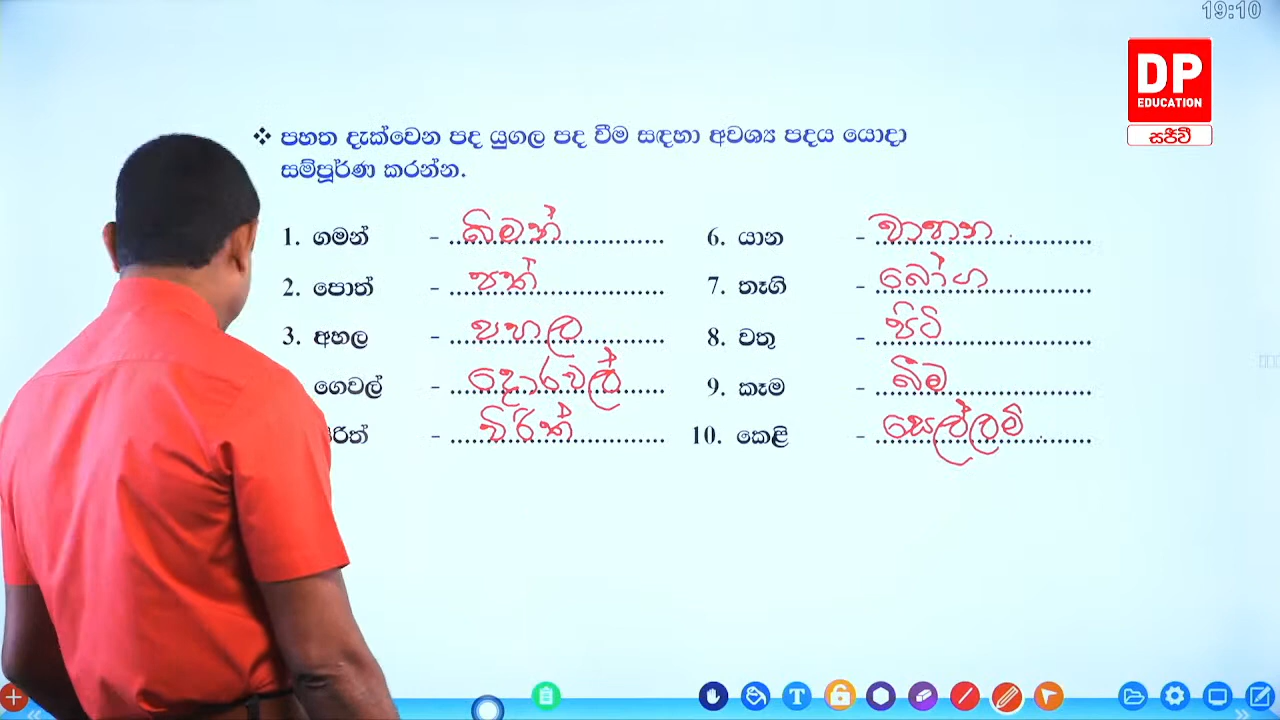 19:10
DP
EDUCATION
සජීවී
❖ පහත දැක්වෙන පද යුගල පද වීම සඳහා අවශ්‍ය පදය යොදා
සම්පූර්ණ කරන්න.
1. ගමන් - බිමන්
2. පොත් - පත්
3. අහල - පහල
ගෙවල් - දොරවල්
රිත් - විරිත්
6. යාන - වාහන
7. තෑගි - බෝග
8. වතු - පිටි
9. කෑම - බීම
10. කෙළි - සෙල්ලම්